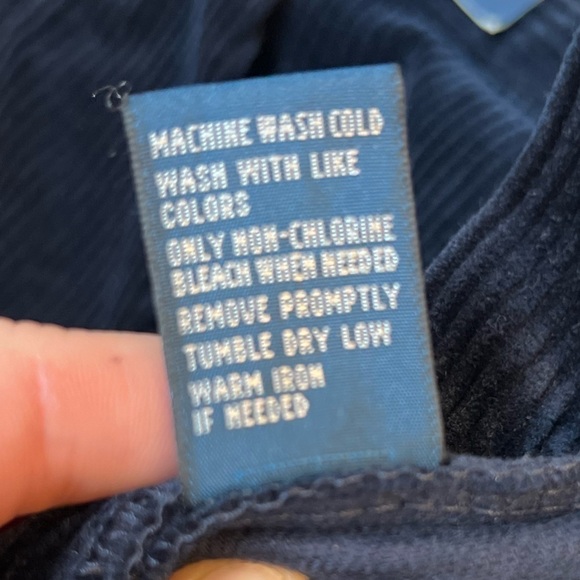 MACHINE WASH COLD
WASH WITH LIKE
COLORS
ONLY NON-CHLORINE
BLEACH WHEN NEEDED
REMOVE PROMPTLY
TUMBLE DRY LOW
WARM IRON
IF NEEDED